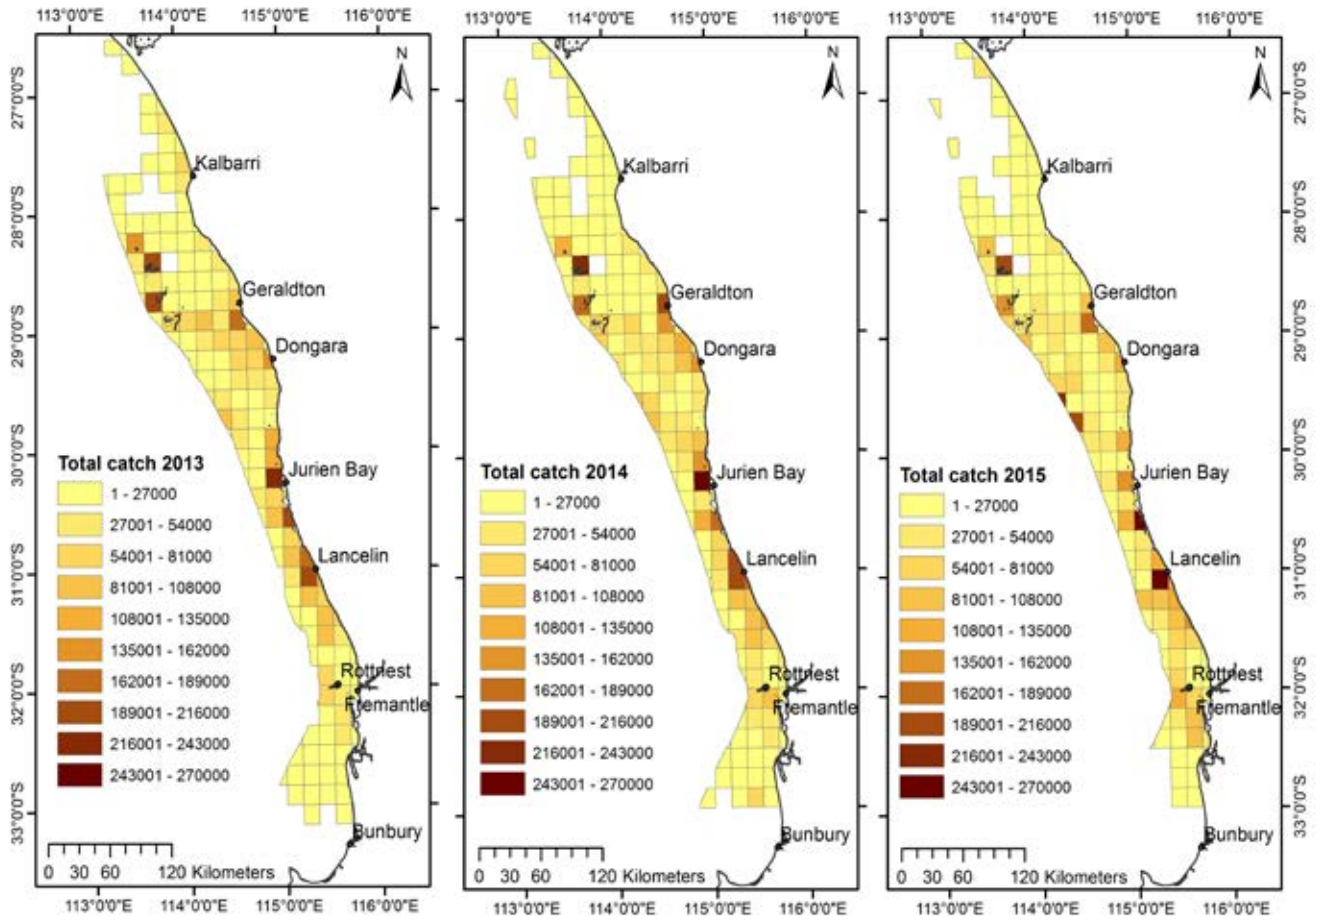 113°0'0"E 114°0'0"E 115°0'0"E 116°0'0"E
113°0'0"E 114°0'0"E 115°0'0"E 116°0'0"E
113°0'0"E 114°0'0"E 115°0'0"E 116°0'0"E
27°0'0"S
28°0'0"S
29°0'0"S
30°0'0"S
31°0'0"S
32°0'0"S
33°0'0"S
N
Kalbarri
Geraldton
Dongara
Jurien Bay
Lancelin
Rottnest
Fremantle
Bunbury
Total catch 2013
1 - 27000
27001 - 54000
54001 - 81000
81001 - 108000
108001 - 135000
135001 - 162000
162001 - 189000
189001 - 216000
216001 - 243000
243001 - 270000
0 30 60 120 Kilometers
N
Kalbarri
Geraldton
Dongara
Jurien Bay
Lancelin
Rottnest
Fremantle
Bunbury
Total catch 2014
1 - 27000
27001 - 54000
54001 - 81000
81001 - 108000
108001 - 135000
135001 - 162000
162001 - 189000
189001 - 216000
216001 - 243000
243001 - 270000
0 30 60 120 Kilometers
N
Kalbarri
Geraldton
Dongara
Jurien Bay
Lancelin
Rottnest
Fremantle
Bunbury
Total catch 2015
1 - 27000
27001 - 54000
54001 - 81000
81001 - 108000
108001 - 135000
135001 - 162000
162001 - 189000
189001 - 216000
216001 - 243000
243001 - 270000
0 30 60 120 Kilometers
27°0'0"S
28°0'0"S
29°0'0"S
30°0'0"S
31°0'0"S
32°0'0"S
33°0'0"S
113°0'0"E 114°0'0"E 115°0'0"E 116°0'0"E
113°0'0"E 114°0'0"E 115°0'0"E 116°0'0"E
113°0'0"E 114°0'0"E 115°0'0"E 116°0'0"E